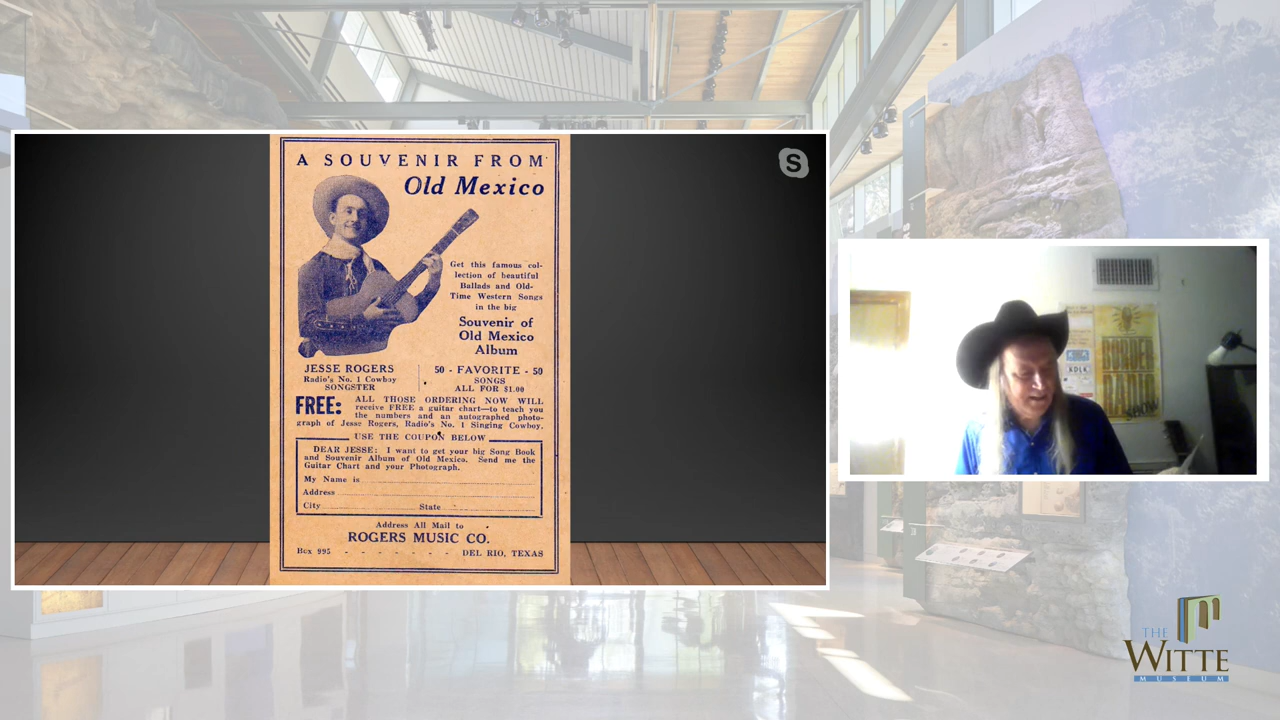 A SOUVENIR FROM
Old Mexico
Get this famous col-
lection of beautiful
Ballads and Old-
Time Western Songs
in the big
Souvenir of
Old Mexico
Album
JESSE ROGERS
Radio's No. 1 Cowboy
SONGSTER
50 - FAVORITE - 50
SONGS
ALL FOR $1.00
FREE: ALL THOSE ORDERING NOW WILL
receive FREE a guitar chart—to teach you
the numbers and an autographed photo-
graph of Jesse Rogers, Radio's No. 1 Singing Cowboy.
USE THE COUPON BELOW
DEAR JESSE: I want to get your big Song Book
and Souvenir Album of Old Mexico. Send me the
Guitar Chart and your Photograph.
My Name is
Address
City State
Address All Mail to
ROGERS MUSIC CO.
Box 995 - - - - - - - DEL RIO, TEXAS
S
THE
WITTE
MUSEUM